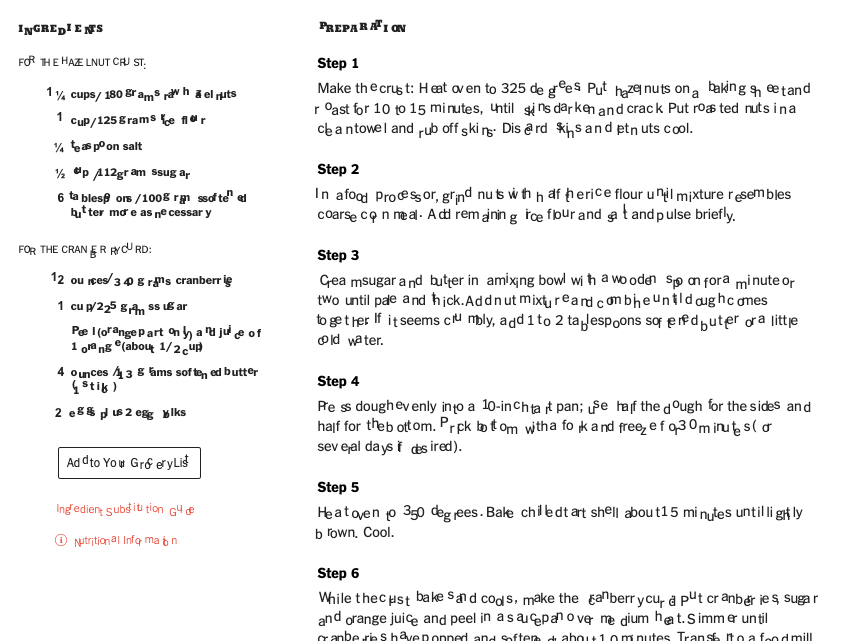 INGREDIENTS
FOR THE HAZELNUT CRUST:
1 ¼ cups/180 grams raw hazelnuts
1 cup/125 grams rice flour
¼ teaspoon salt
½ cup/112 grams sugar
6 tablespoons/100 grams softened
butter more as necessary
FOR THE CRANBERRY CURD:
12 ounces/340 grams cranberries
1 cup/225 grams sugar
Peel (orange part only) and juice of
1 orange (about 1/2 cup)
4 ounces/113 grams softened butter
(1 stick)
2 eggs plus 2 egg yolks
Add to Your Grocery List
Ingredient Substitution Guide
Nutritional Information
PREPARATION
Step 1
Make the crust: Heat oven to 325 degrees. Put hazelnuts on a baking sheet and
roast for 10 to 15 minutes, until skins darken and crack. Put roasted nuts in a
clean towel and rub off skins. Discard skins and let nuts cool.
Step 2
In a food processor, grind nuts with half the rice flour until mixture resembles
coarse cornmeal. Add remaining rice flour and salt and pulse briefly.
Step 3
Cream sugar and butter in a mixing bowl with a wooden spoon for a minute or
two until pale and thick. Add nut mixture and combine until dough comes
together. If it seems crumbly, add 1 to 2 tablespoons softened butter or a little
cold water.
Step 4
Press dough evenly into a 10-inch tart pan; use half the dough for the sides and
half for the bottom. Prick bottom with a fork and freeze for 30 minutes (or
several days if desired).
Step 5
Heat oven to 350 degrees. Bake chilled tart shell about 15 minutes until lightly
brown. Cool.
Step 6
While the crust bakes and cools, make the cranberry curd: Put cranberries, sugar
and orange juice and peel in a saucepan over medium heat. Simmer until
cranberries have popped and softened, about 10 minutes. Transfer to a food mill